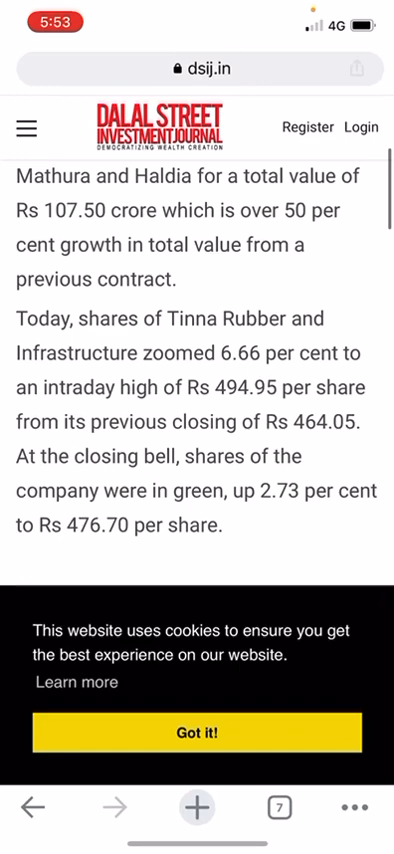 5:53
4G
dsij.in
DALAL STREET
INVESTMENT JOURNAL
DEMOCRATIZING WEALTH CREATION
Register Login
Mathura and Haldia for a total value of
Rs 107.50 crore which is over 50 per
cent growth in total value from a
previous contract.
Today, shares of Tinna Rubber and
Infrastructure zoomed 6.66 per cent to
an intraday high of Rs 494.95 per share
from its previous closing of Rs 464.05.
At the closing bell, shares of the
company were in green, up 2.73 per cent
to Rs 476.70 per share.
This website uses cookies to ensure you get
the best experience on our website.
Learn more
Got it!
7